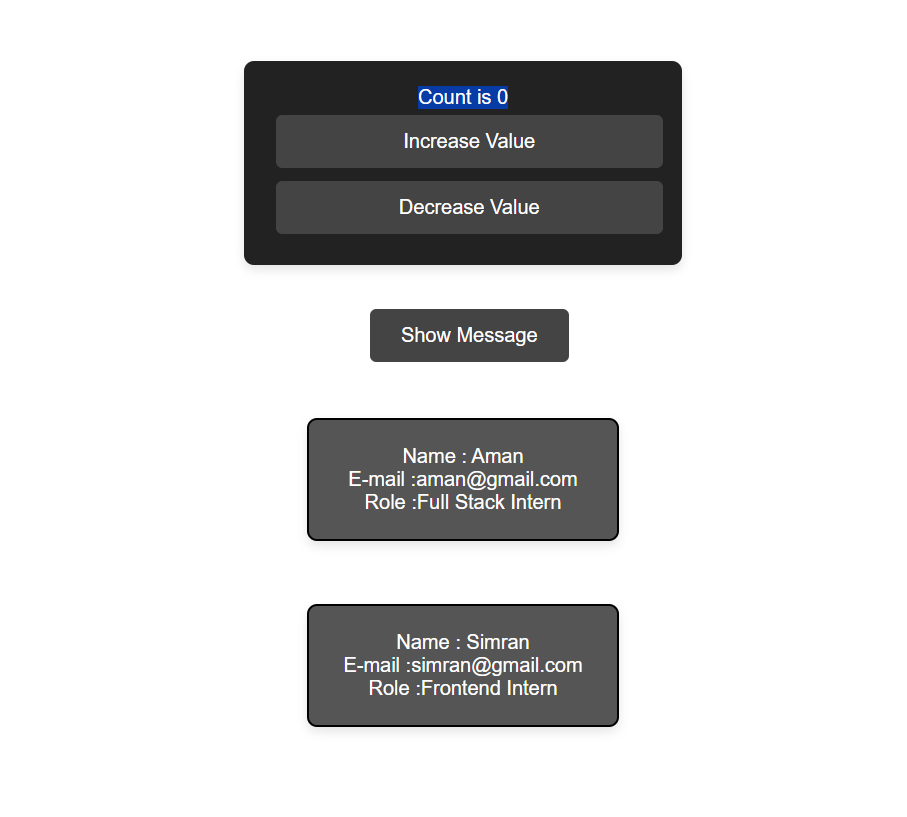 Count is 0
Increase Value
Decrease Value
Show Message
Name : Aman
E-mail :aman@gmail.com
Role :Full Stack Intern
Name : Simran
E-mail :simran@gmail.com
Role :Frontend Intern